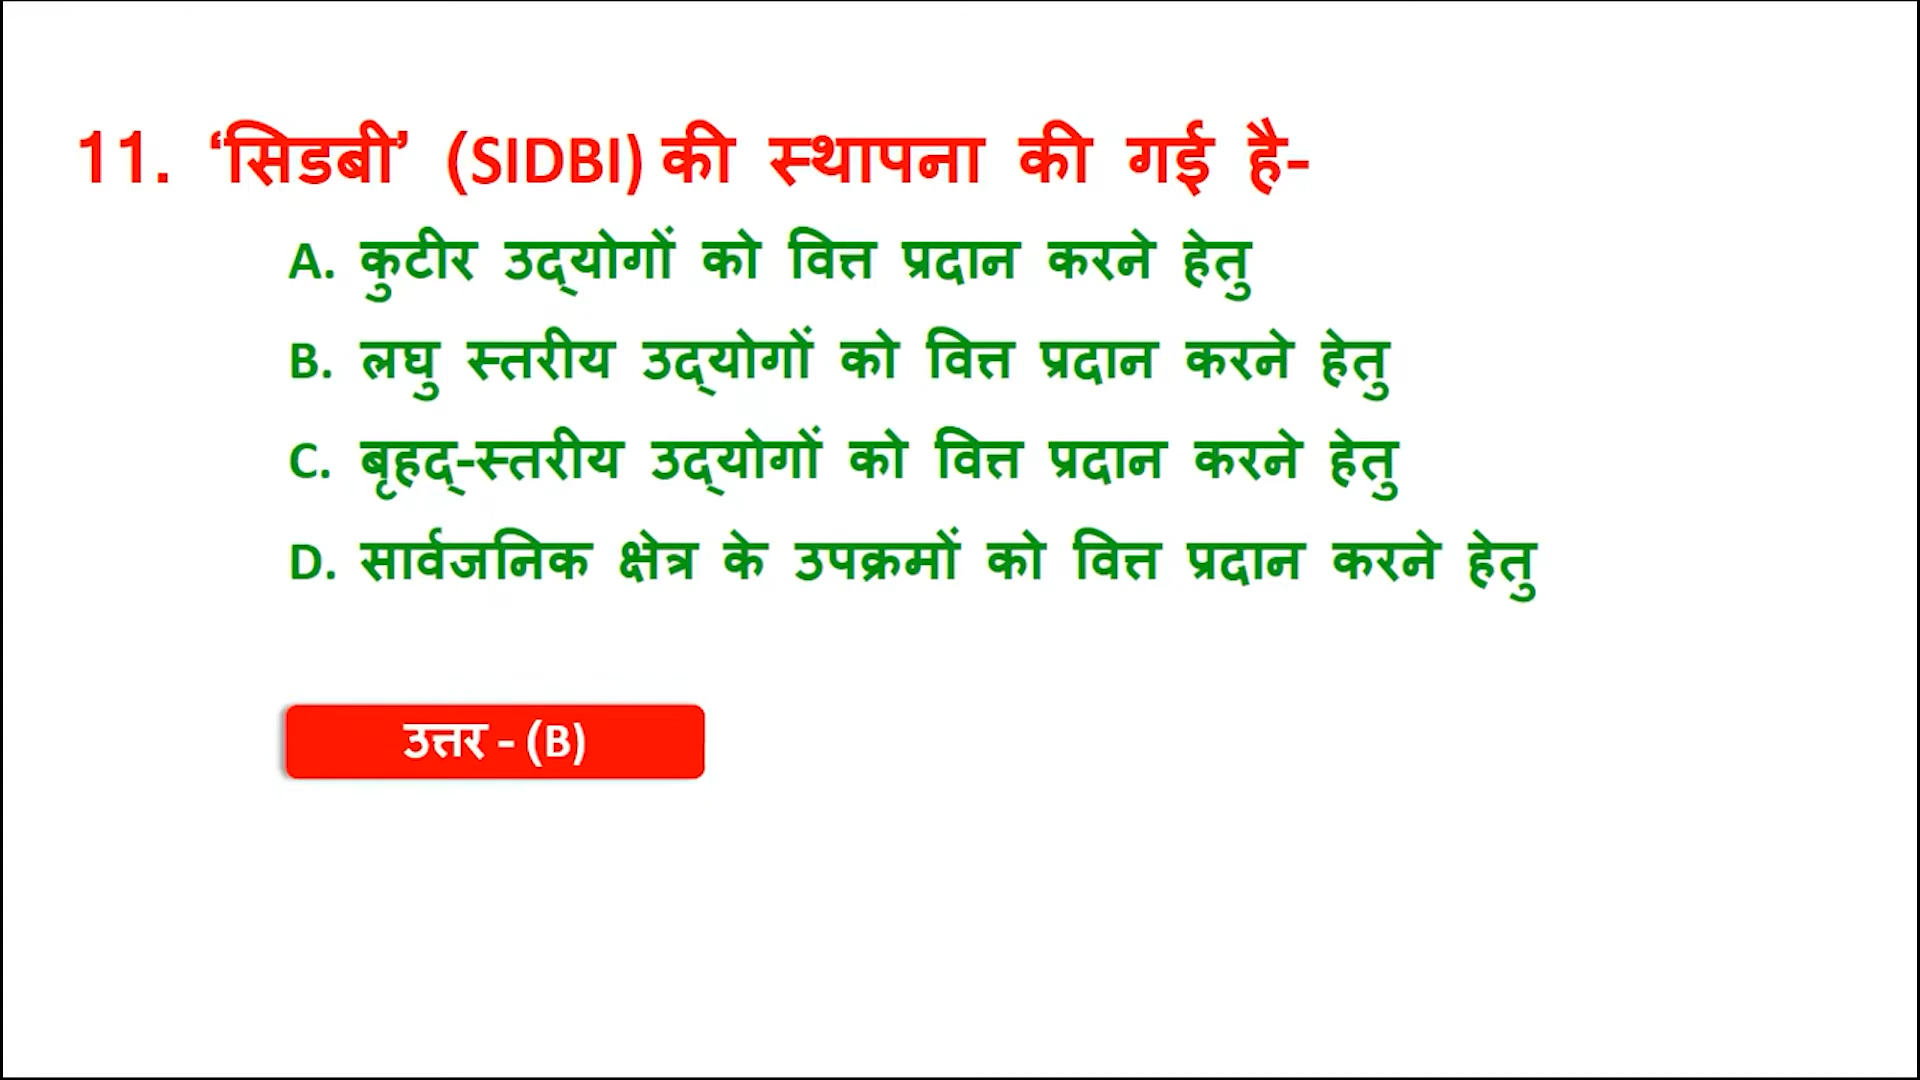 11. ‘सिडबी’ (SIDBI) की स्थापना की गई है-
A. कुटीर उद्‌योगों को वित्त प्रदान करने हेतु
B. लघु स्तरीय उद्‌योगों को वित्त प्रदान करने हेतु
C. बृहद्-स्तरीय उद्‌योगों को वित्त प्रदान करने हेतु
D. सार्वजनिक क्षेत्र के उपक्रमों को वित्त प्रदान करने हेतु
उत्तर - (B)